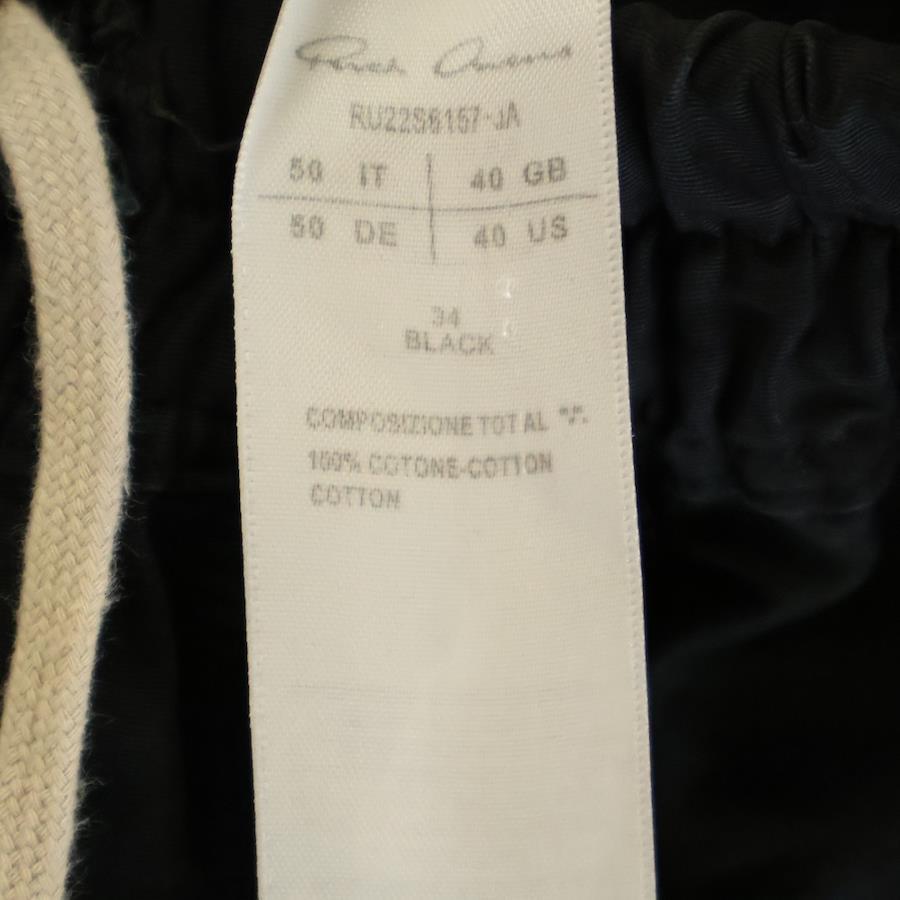 Rick Owens
RU22S6157-JA
50 IT 40 GB
50 DE 40 US
34
BLACK
COMPOSIZIONE TOTAL
100% COTONE-COTTON
COTTON